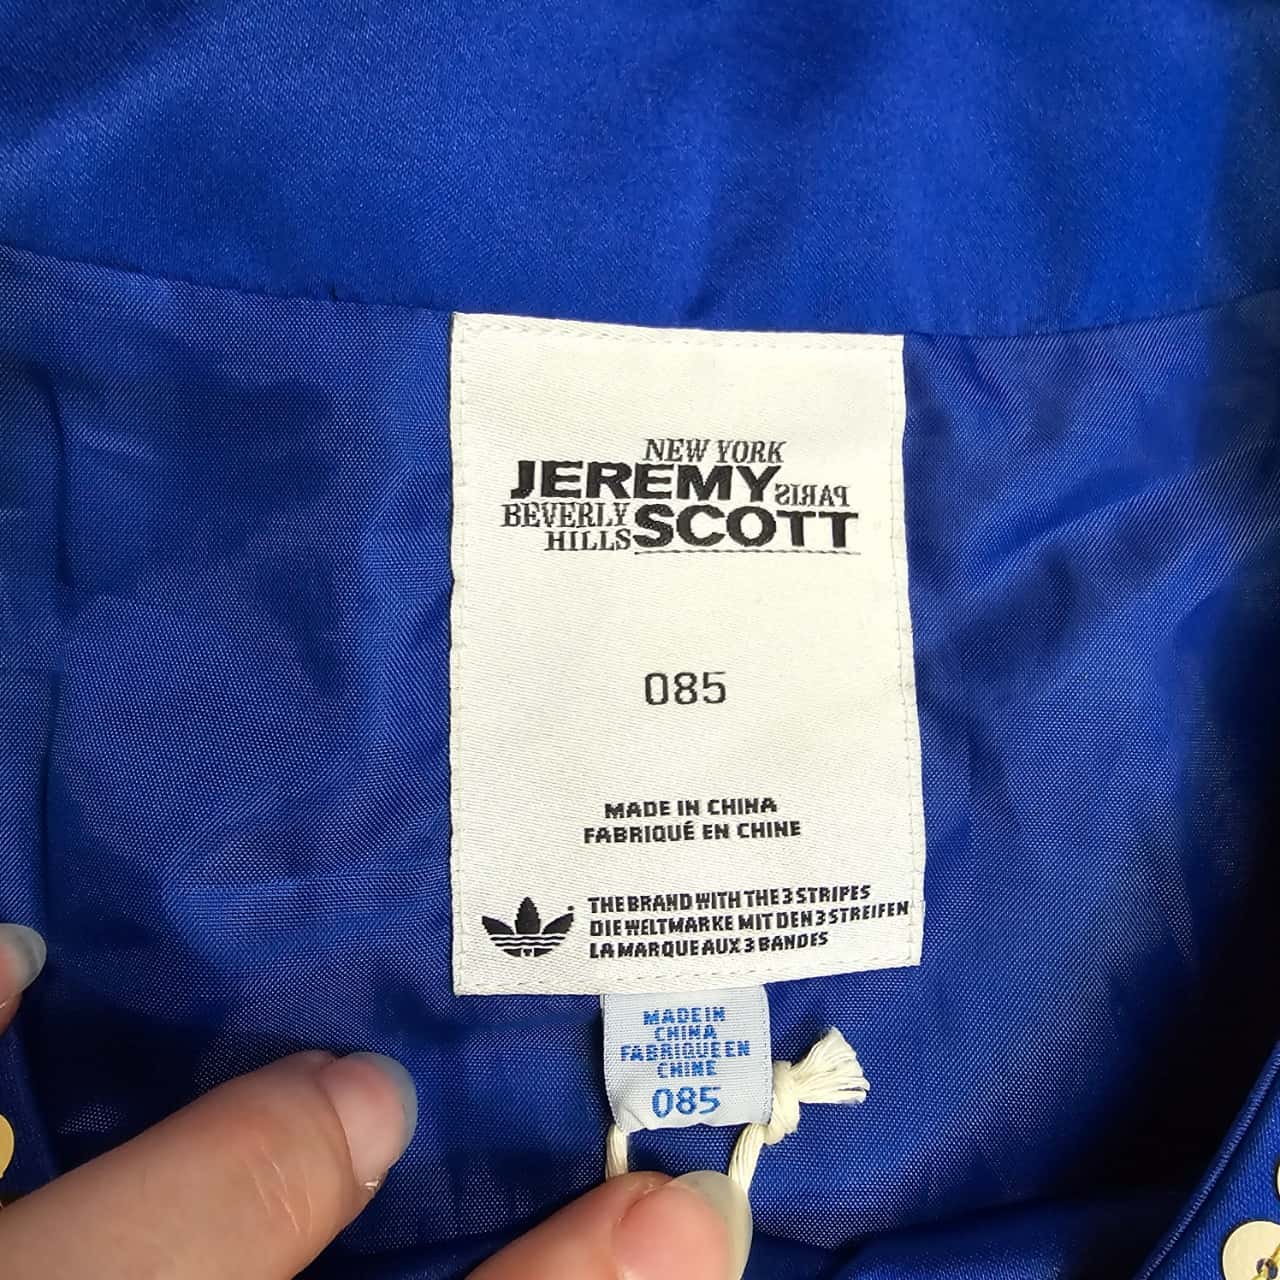 NEW YORK
JEREMY PARIS
BEVERLY SCOTT
HILLS
085
MADE IN CHINA
FABRIQUÉ EN CHINE
THE BRAND WITH THE 3 STRIPES
DIE WELTMARKE MIT DEN 3 STREIFEN
LA MARQUE AUX 3 BANDES
MADE IN
CHINA
FABRIQUE EN
CHINE
085